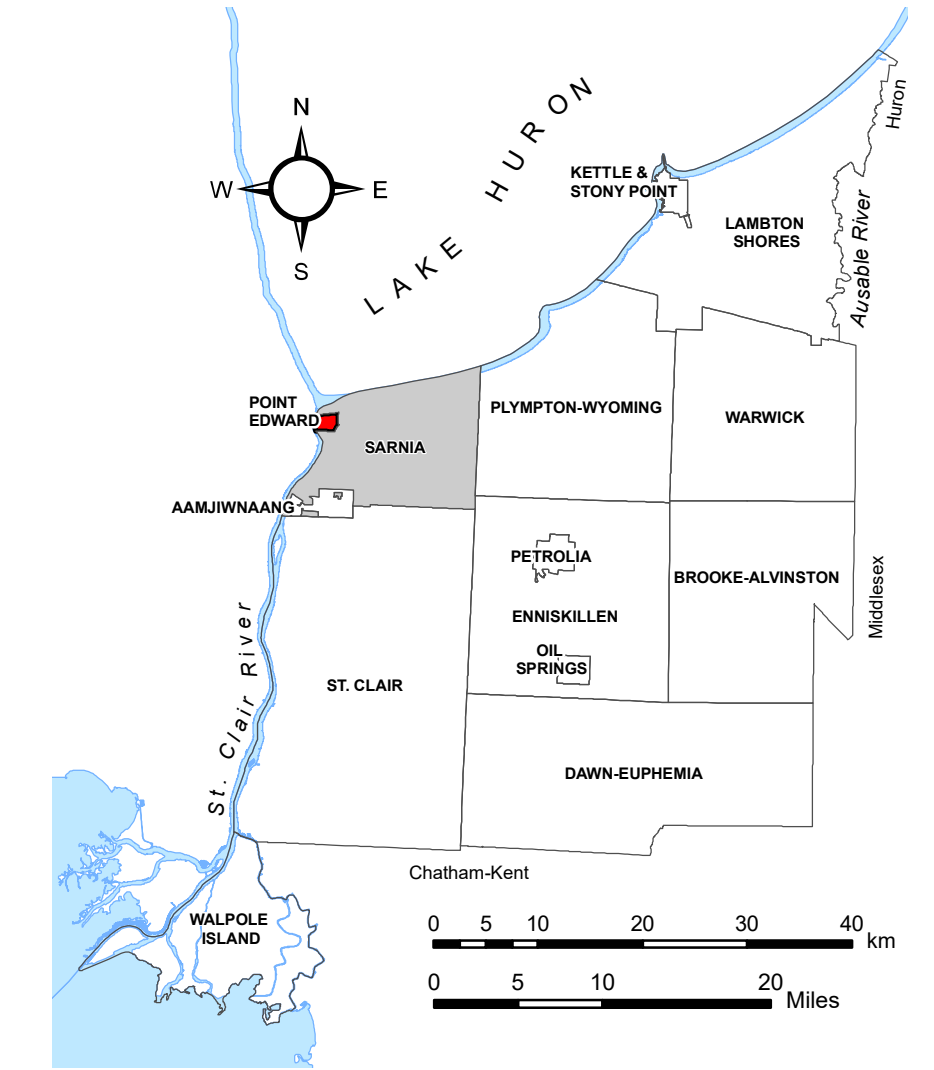 N
W
E
S
LAKE HURON
Huron
KETTLE &
STONY POINT
LAMBTON
SHORES
Ausable River
POINT
EDWARD
SARNIA
PLYMPTON-WYOMING
WARWICK
AAMJIWNAANG
PETROLIA
BROOKE-ALVINSTON
Middlesex
ENNISKILLEN
OIL
SPRINGS
ST. CLAIR
St. Clair River
DAWN-EUPHEMIA
Chatham-Kent
WALPOLE
ISLAND
0 5 10 20 30 40
km
0 5 10 20
Miles